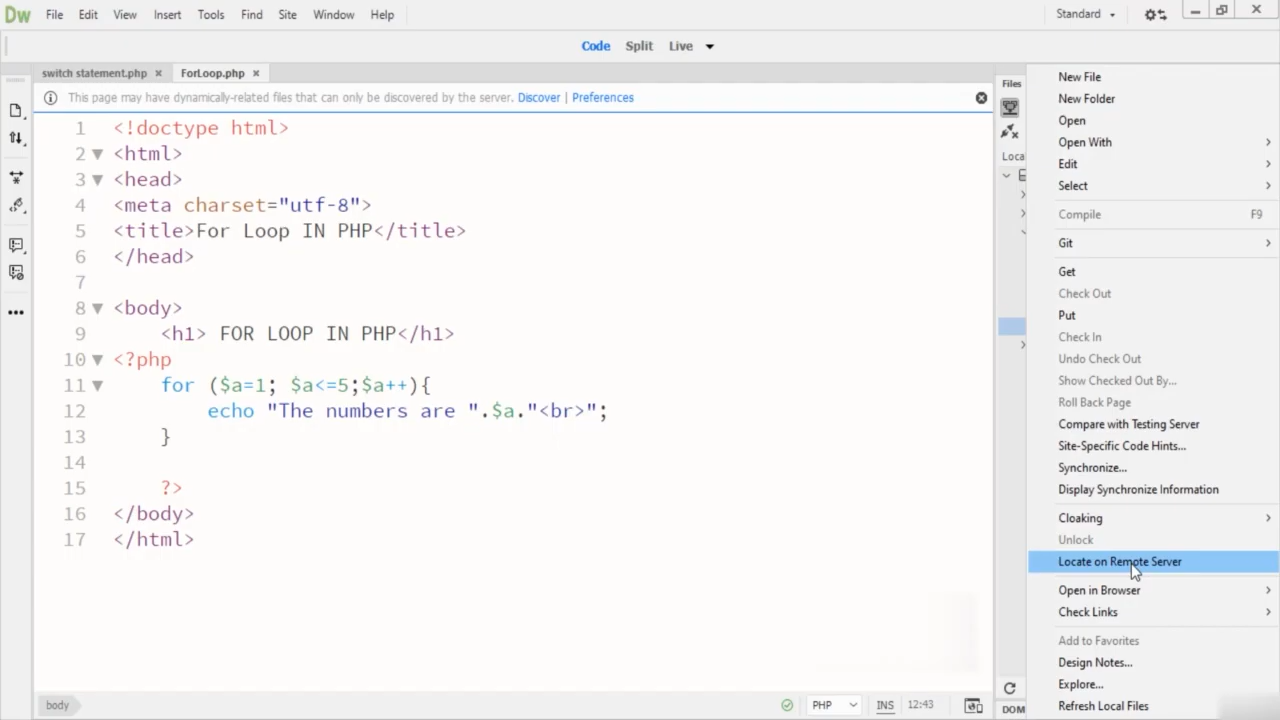 Dw File Edit View Insert Tools Find Site Window Help Standard
Code Split Live
switch statement.php × ForLoop.php ×
This page may have dynamically-related files that can only be discovered by the server. Discover | Preferences
1 <!doctype html>
2 <html>
3 <head>
4 <meta charset="utf-8">
5 <title>For Loop IN PHP</title>
6 </head>
7
8 <body>
9 <h1> FOR LOOP IN PHP</h1>
10 <?php
11 for ($a=1; $a<=5;$a++){
12 echo "The numbers are ".$a."<br>";
13 }
14
15 ?>
16 </body>
17 </html>
body PHP INS 12:43
Files
Loca
DOM
New File
New Folder
Open
Open With
Edit
Select
Compile F9
Git
Get
Check Out
Put
Check In
Undo Check Out
Show Checked Out By...
Roll Back Page
Compare with Testing Server
Site-Specific Code Hints...
Synchronize...
Display Synchronize Information
Cloaking
Unlock
Locate on Remote Server
Open in Browser
Check Links
Add to Favorites
Design Notes...
Explore...
Refresh Local Files